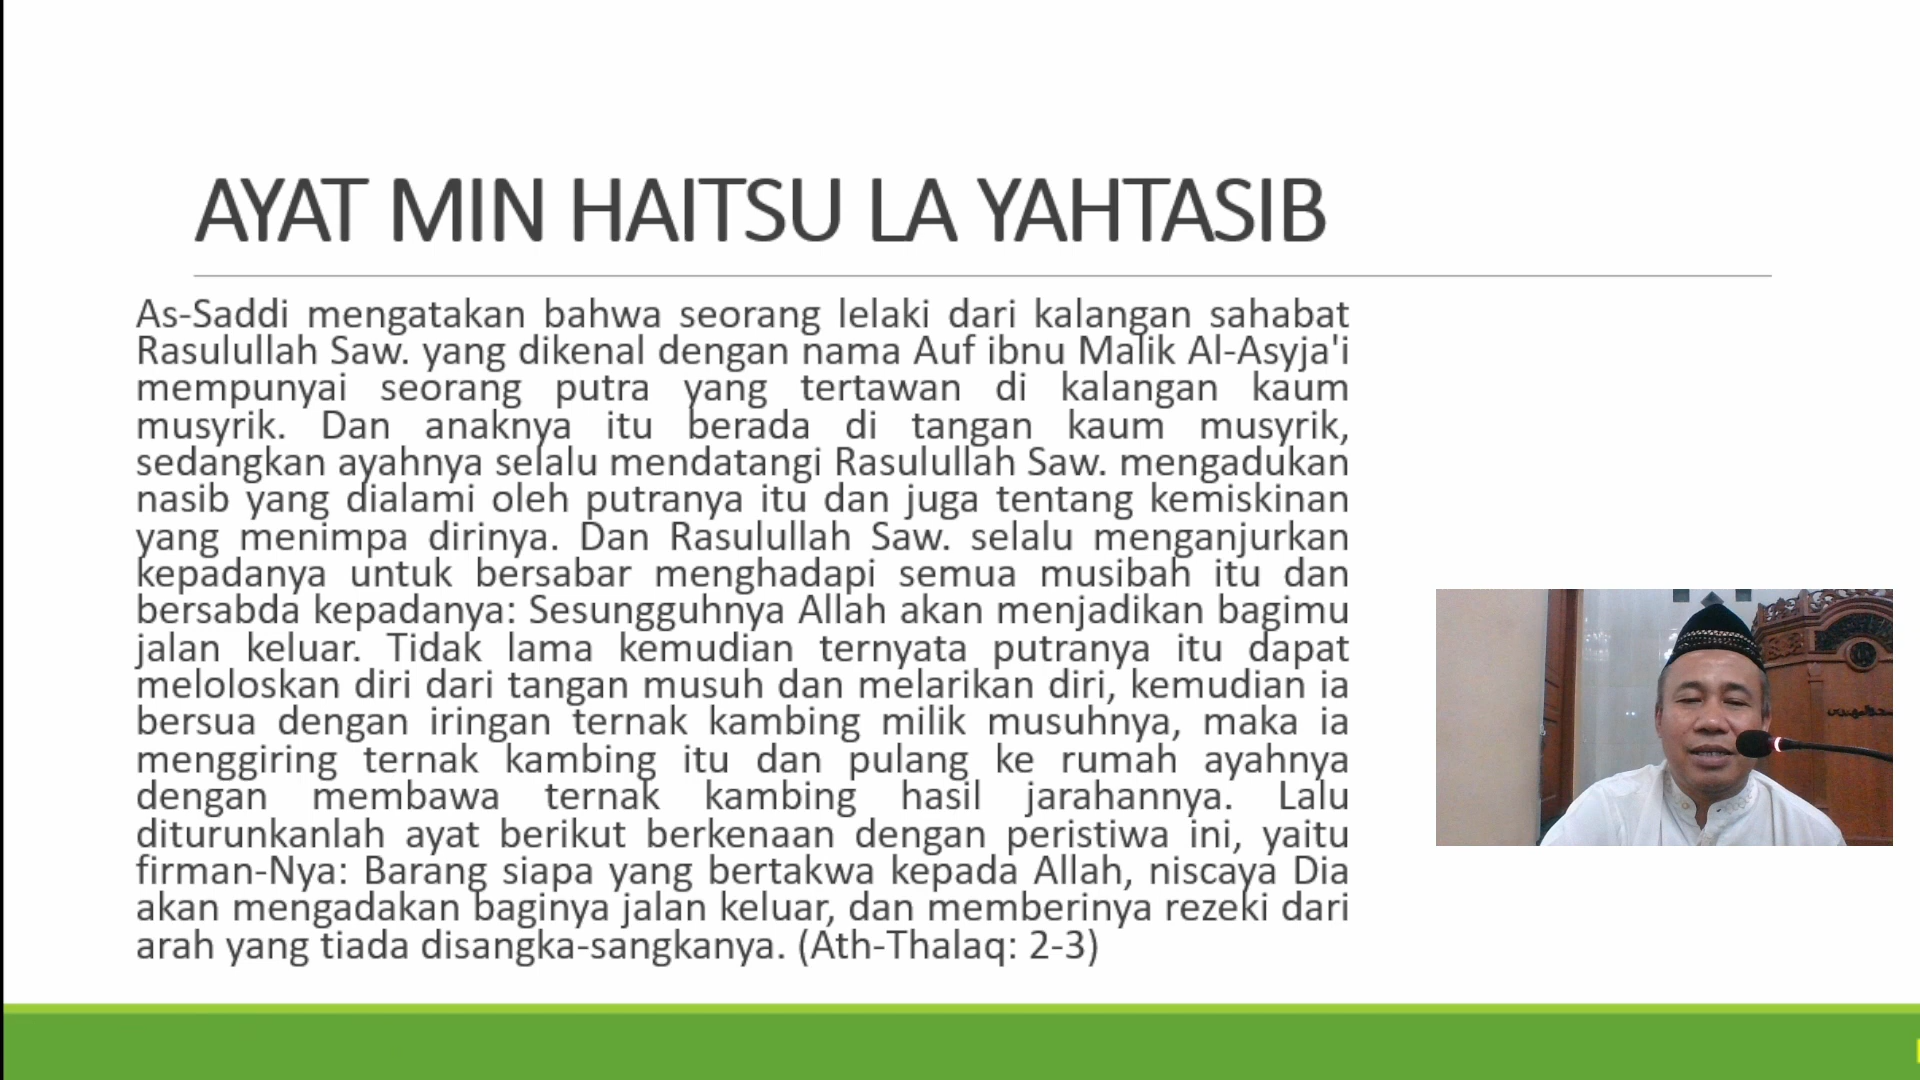 AYAT MIN HAITSU LA YAHTASIB
As-Saddi mengatakan bahwa seorang lelaki dari kalangan sahabat
Rasulullah Saw. yang dikenal dengan nama Auf ibnu Malik Al-Asyja'i
mempunyai seorang putra yang tertawan di kalangan kaum
musyrik. Dan anaknya itu berada di tangan kaum musyrik,
sedangkan ayahnya selalu mendatangi Rasulullah Saw. mengadukan
nasib yang dialami oleh putranya itu dan juga tentang kemiskinan
yang menimpa dirinya. Dan Rasulullah Saw. selalu menganjurkan
kepadanya untuk bersabar menghadapi semua musibah itu dan
bersabda kepadanya: Sesungguhnya Allah akan menjadikan bagimu
jalan keluar. Tidak lama kemudian ternyata putranya itu dapat
meloloskan diri dari tangan musuh dan melarikan diri, kemudian ia
bersua dengan iringan ternak kambing milik musuhnya, maka ia
menggiring ternak kambing itu dan pulang ke rumah ayahnya
dengan membawa ternak kambing hasil jarahannya. Lalu
diturunkanlah ayat berikut berkenaan dengan peristiwa ini, yaitu
firman-Nya: Barang siapa yang bertakwa kepada Allah, niscaya Dia
akan mengadakan baginya jalan keluar, dan memberinya rezeki dari
arah yang tiada disangka-sangkanya. (Ath-Thalaq: 2-3)